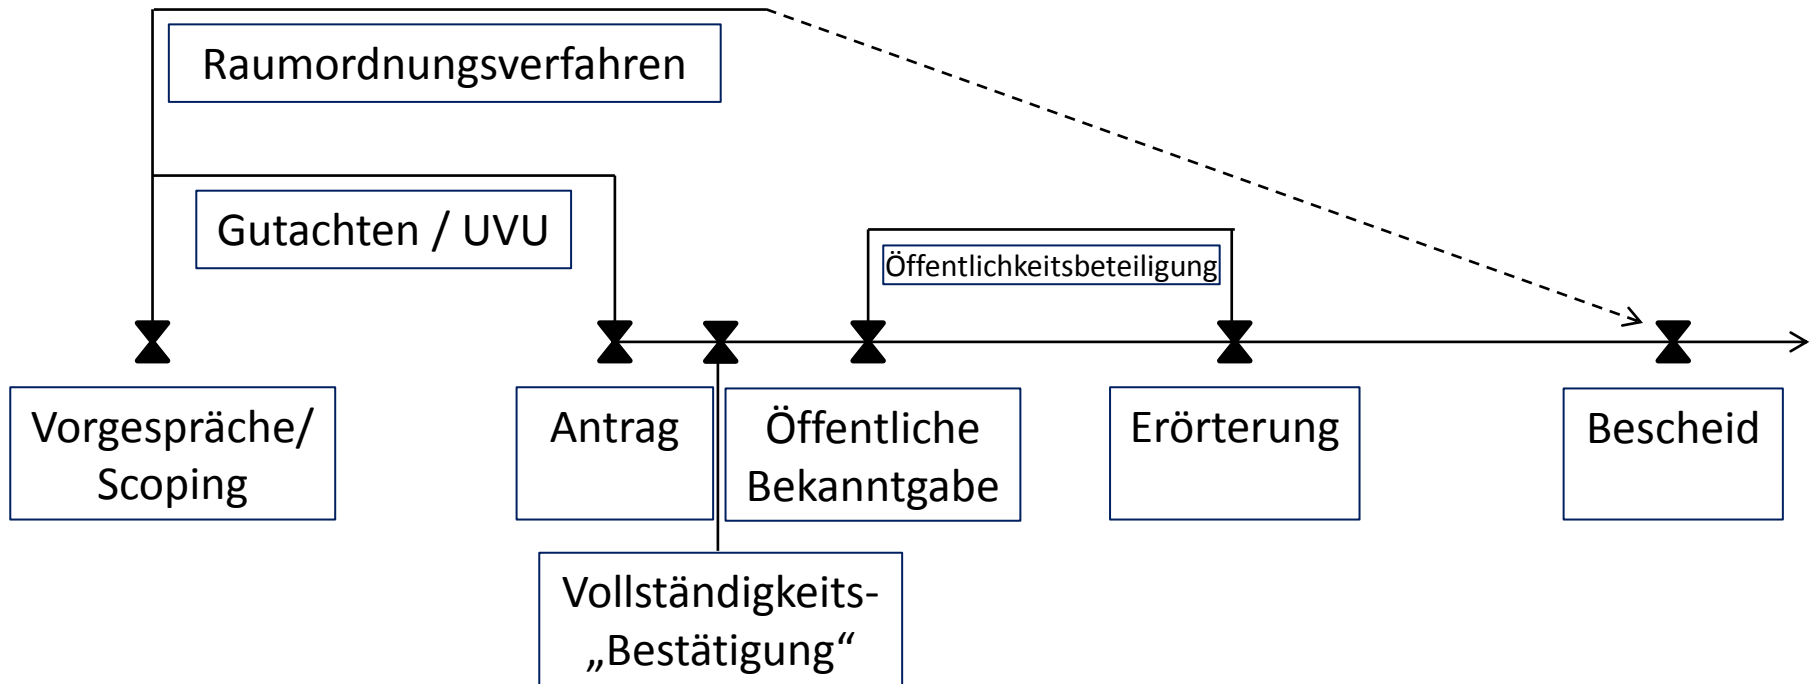 Raumordnungsverfahren
Gutachten / UVU
Öffentlichkeitsbeteiligung
Vorgespräche/
Scoping
Antrag
Öffentliche
Bekanntgabe
Erörterung
Bescheid
Vollständigkeits-
„Bestätigung“